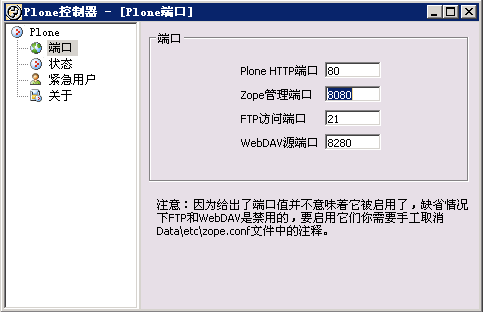 Plone控制器 - [Plone端口]
Plone
端口
状态
紧急用户
关于
端口
Plone HTTP端口 80
Zope管理端口 8080
FTP访问端口 21
WebDAV源端口 8280
注意：因为给出了端口值并不意味着它被启用了，缺省情况
下FTP和WebDAV是禁用的，要启用它们你需要手工取消
Data\etc\zope.conf文件中的注释。